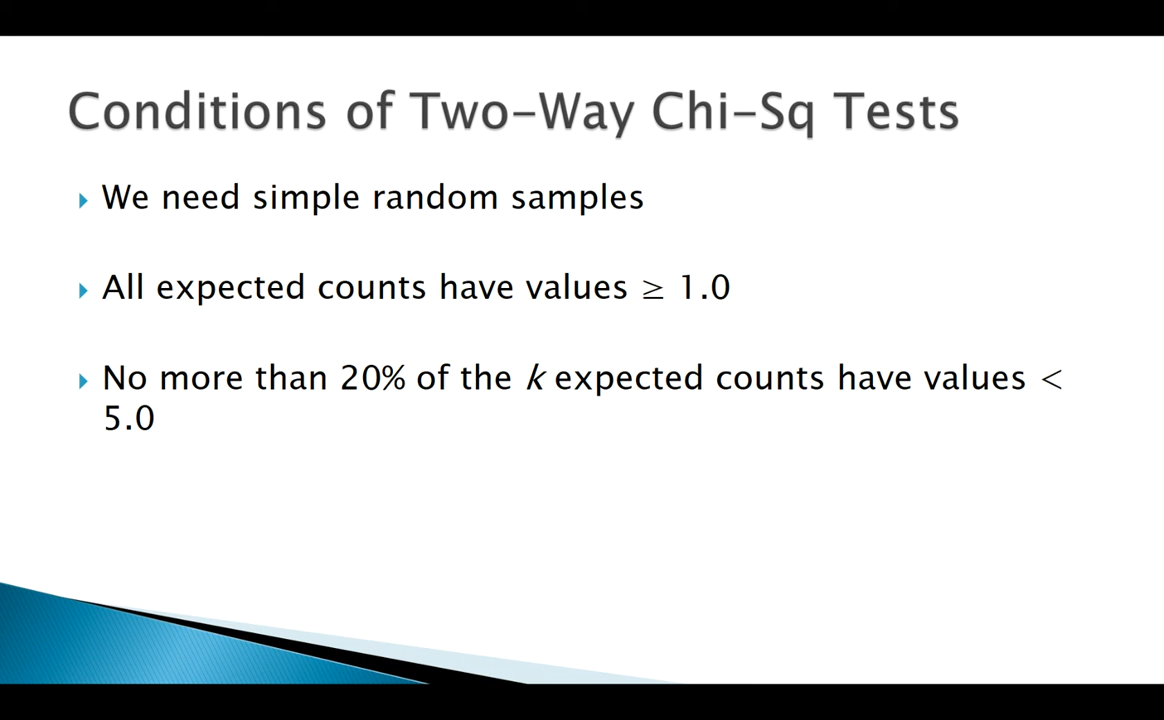 Conditions of Two-Way Chi-Sq Tests
We need simple random samples
All expected counts have values ≥ 1.0
No more than 20% of the k expected counts have values <
5.0